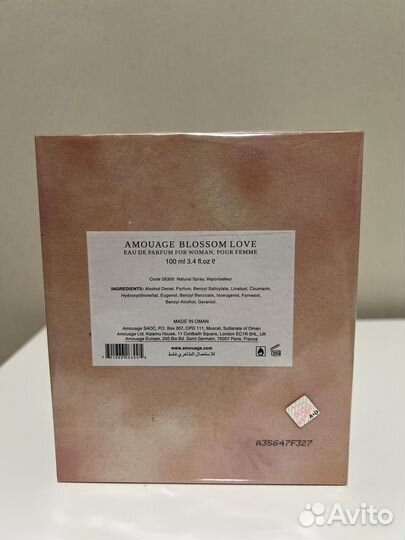 AMOUAGE BLOSSOM LOVE
EAU DE PARFUM FOR WOMAN, POUR FEMME
100 ml 3.4 fl.oz e
Code 28300 Natural Spray, Vaporisateur
INGREDIENTS: Alcohol Denat, Parfum, Benzyl Salicylate, Linalool, Coumarin,
Hydroxycitronellal, Eugenol, Benzyl Benzoate, Isoeugenol, Farnesol,
Benzyl Alcohol, Geraniol.
MADE IN OMAN
Amouage SAOC, P.O. Box 307, CPO 111, Muscat, Sultanate of Oman
Amouage Ltd. Kalamu House, 11 Coldbath Square, London EC1R 5HL, UK
Amouage Europe, 250 Bis Bd. Saint Germain, 75007 Paris, France
www.amouage.com
للاستعمال الظاهري فقط
A+D
A35647F327
Avito